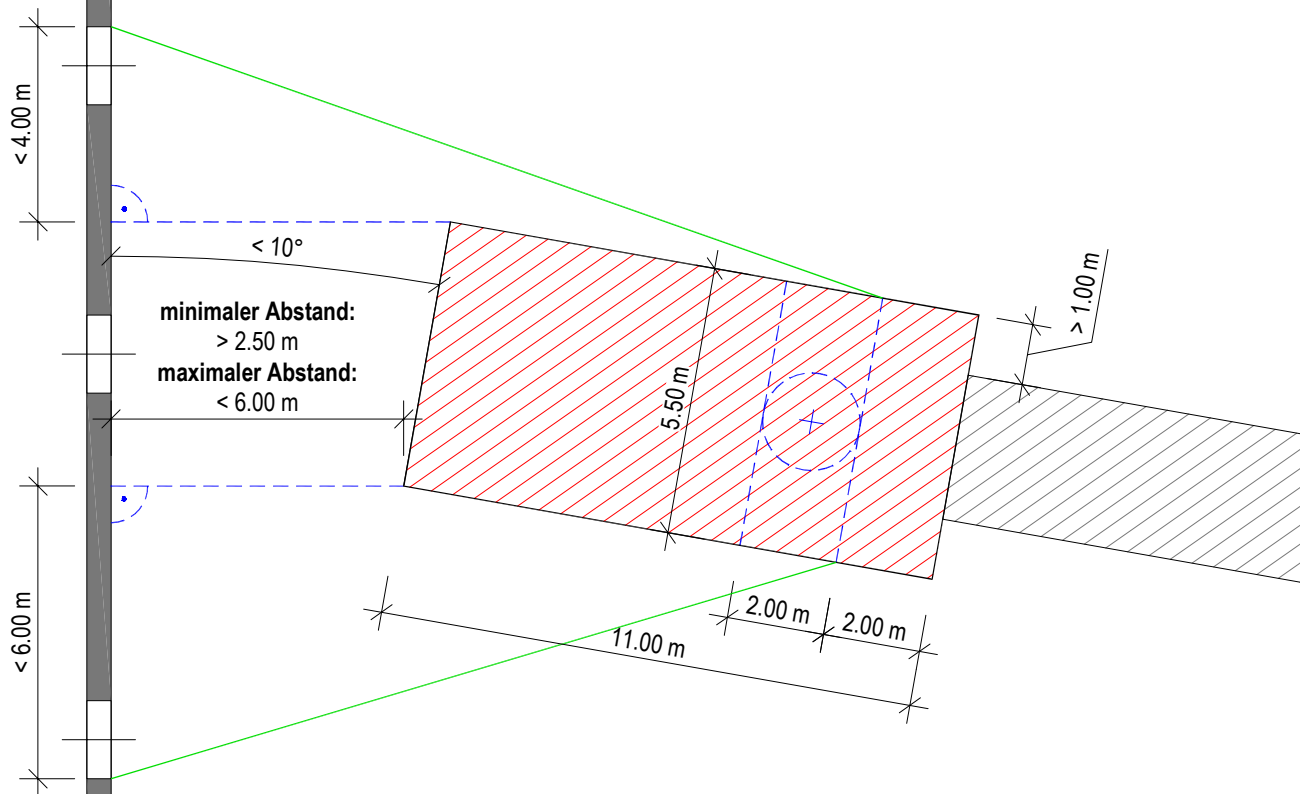 < 4.00 m
< 10°
minimaler Abstand:
> 2.50 m
maximaler Abstand:
< 6.00 m
5.50 m
> 1.00 m
< 6.00 m
2.00 m
2.00 m
11.00 m